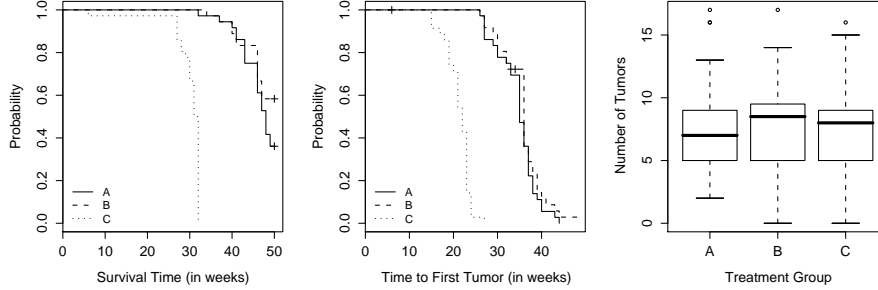 Probability
0.0 0.2 0.4 0.6 0.8 1.0
A
B
C
0 10 20 30 40 50
Survival Time (in weeks)
Probability
0.0 0.2 0.4 0.6 0.8 1.0
A
B
C
0 10 20 30 40
Time to First Tumor (in weeks)
Number of Tumors
0 5 10 15
A B C
Treatment Group